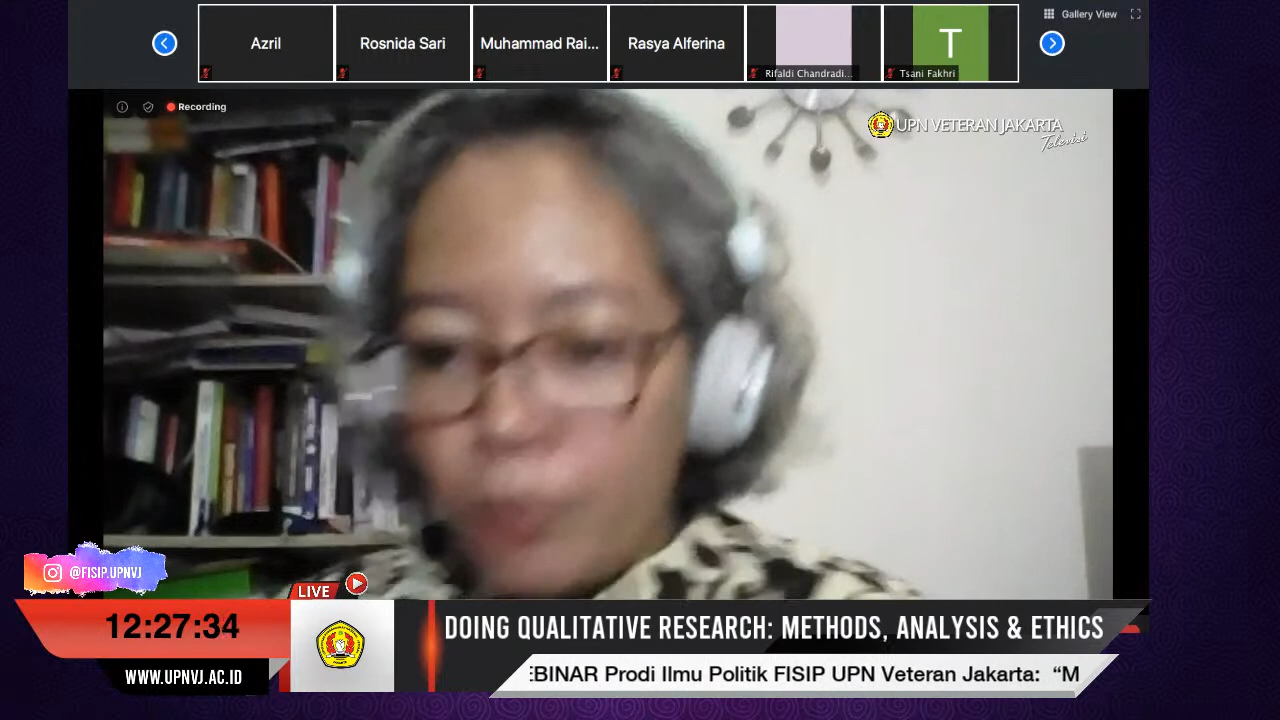 Gallery View
Azril
Rosnida Sari
Muhammad Rai...
Rasya Alferina
Rifaldi Chandradi...
T
Tsani Fakhri
Recording
UPN VETERAN JAKARTA
Televisi
@FISIP.UPNVJ
LIVE
12:27:34
DOING QUALITATIVE RESEARCH: METHODS, ANALYSIS & ETHICS
WWW.UPNVJ.AC.ID
EBINAR Prodi Ilmu Politik FISIP UPN Veteran Jakarta: “M